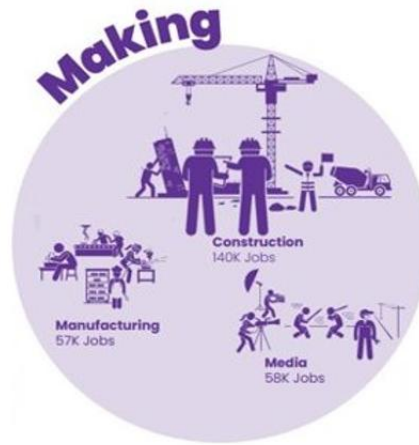 Making
Construction
140K Jobs
Manufacturing
57K Jobs
Media
58K Jobs